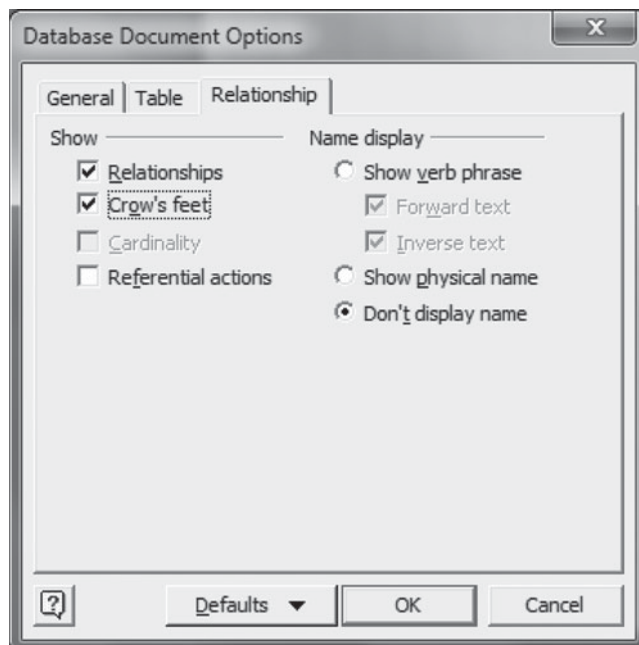 Database Document Options
General Table Relationship
Show
Relationships
Crow's feet
Cardinality
Referential actions
Name display
Show verb phrase
Forward text
Inverse text
Show physical name
Don't display name
Defaults
OK
Cancel